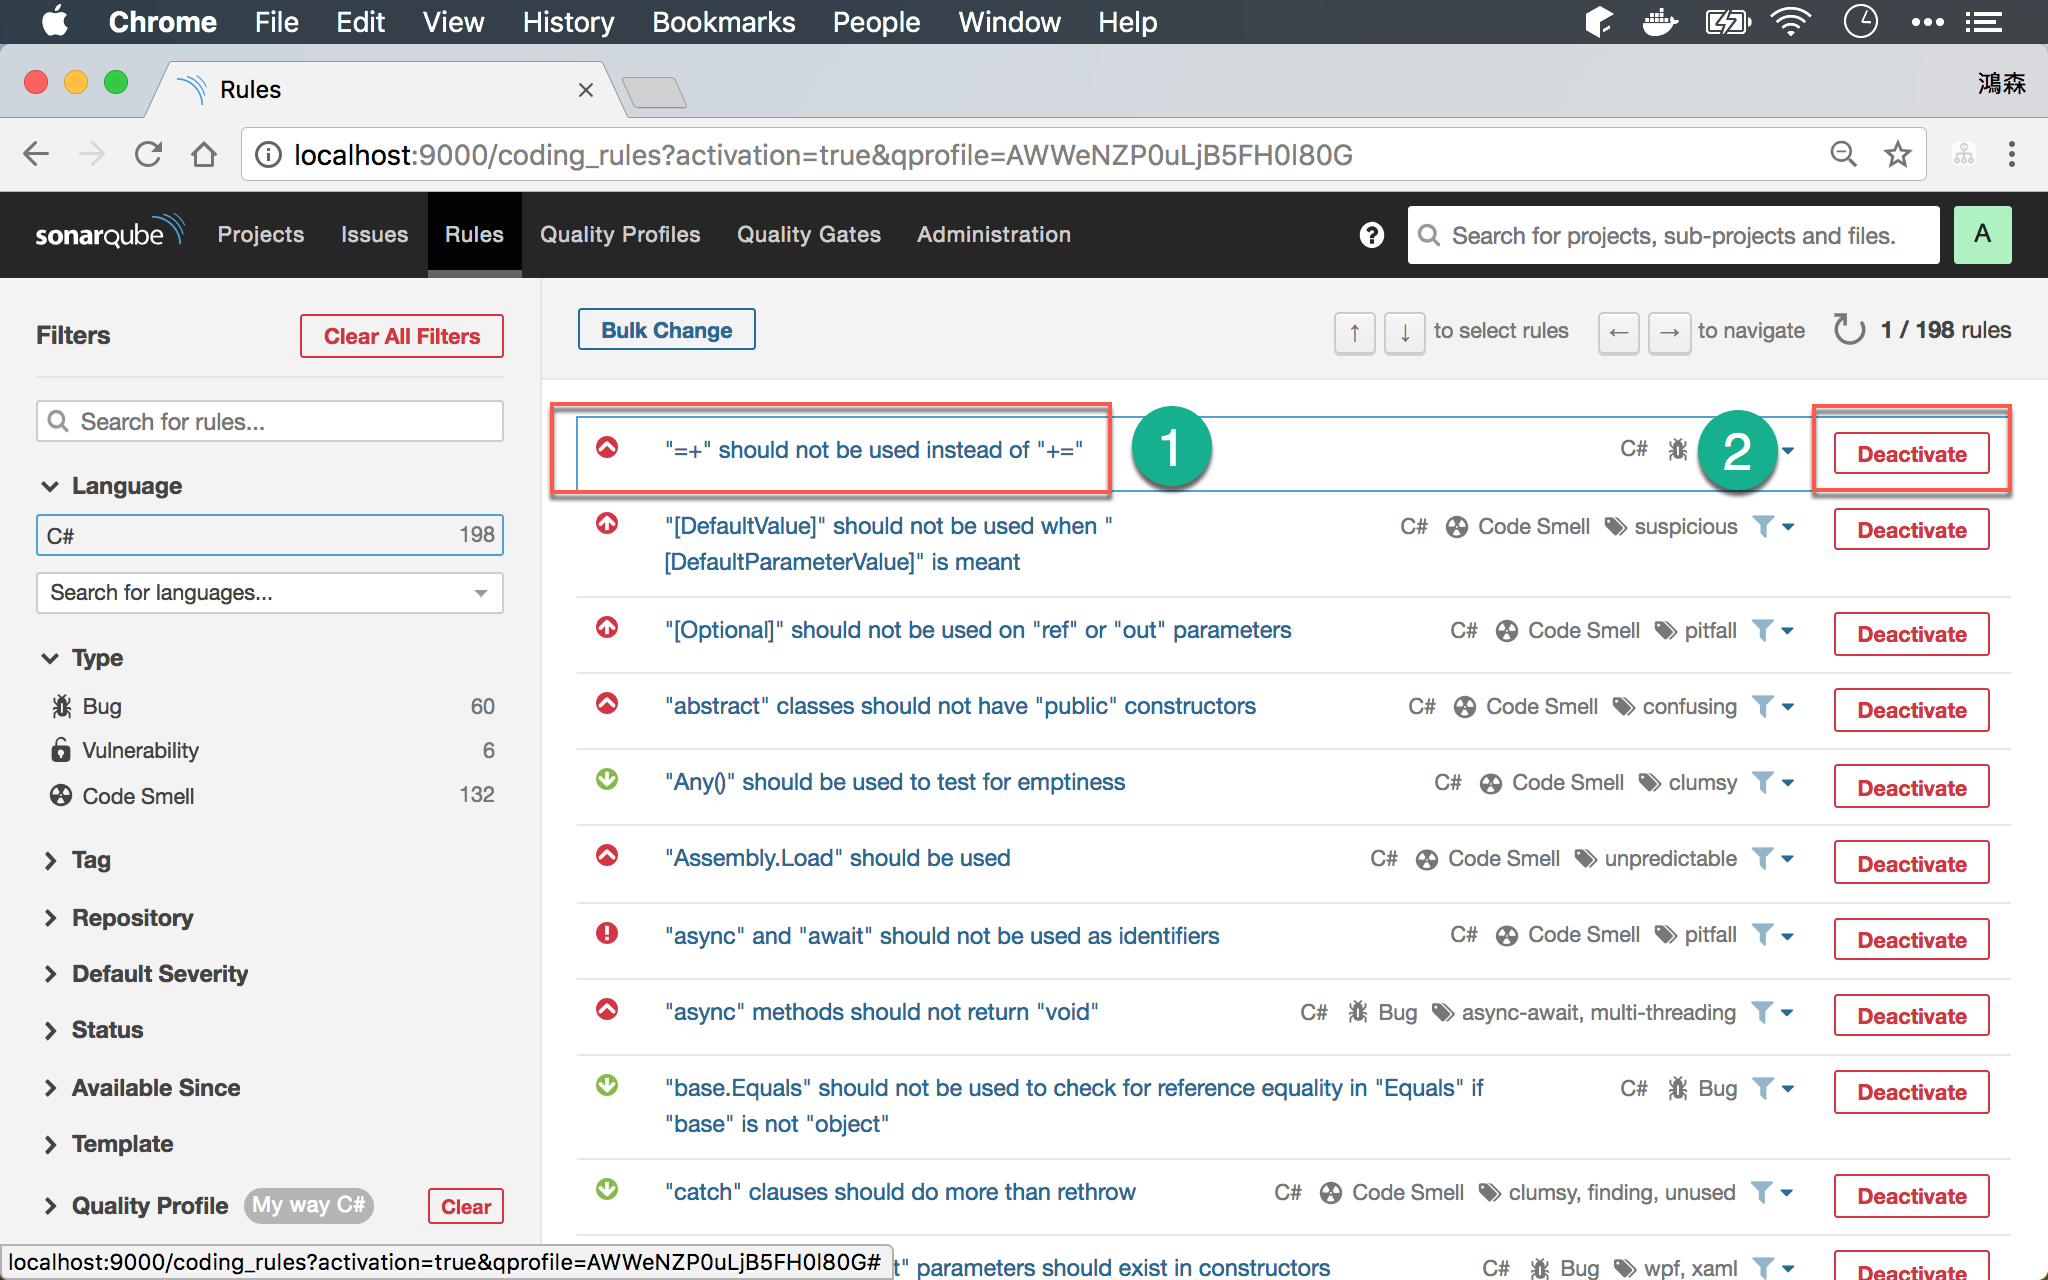 Chrome File Edit View History Bookmarks People Window Help
Rules
鴻森
localhost:9000/coding_rules?activation=true&qprofile=AWWeNZP0uLjB5FH0l80G
sonarqube Projects Issues Rules Quality Profiles Quality Gates Administration ? Search for projects, sub-projects and files. A
Filters Clear All Filters
Search for rules...
Language
C# 198
Search for languages...
Type
Bug 60
Vulnerability 6
Code Smell 132
Tag
Repository
Default Severity
Status
Available Since
Template
Quality Profile My way C# Clear
localhost:9000/coding_rules?activation=true&qprofile=AWWeNZP0uLjB5FH0l80G#
Bulk Change ↑ ↓ to select rules ← → to navigate 1 / 198 rules
"=+" should not be used instead of "+=" 1 C# 2 Deactivate
"[DefaultValue]" should not be used when " C# Code Smell suspicious Deactivate
[DefaultParameterValue]" is meant
"[Optional]" should not be used on "ref" or "out" parameters C# Code Smell pitfall Deactivate
"abstract" classes should not have "public" constructors C# Code Smell confusing Deactivate
"Any()" should be used to test for emptiness C# Code Smell clumsy Deactivate
"Assembly.Load" should be used C# Code Smell unpredictable Deactivate
"async" and "await" should not be used as identifiers C# Code Smell pitfall Deactivate
"async" methods should not return "void" C# Bug async-await, multi-threading Deactivate
"base.Equals" should not be used to check for reference equality in "Equals" if C# Bug Deactivate
"base" is not "object"
"catch" clauses should do more than rethrow C# Code Smell clumsy, finding, unused Deactivate
t" parameters should exist in constructors C# Bug wpf, xaml Deactivate